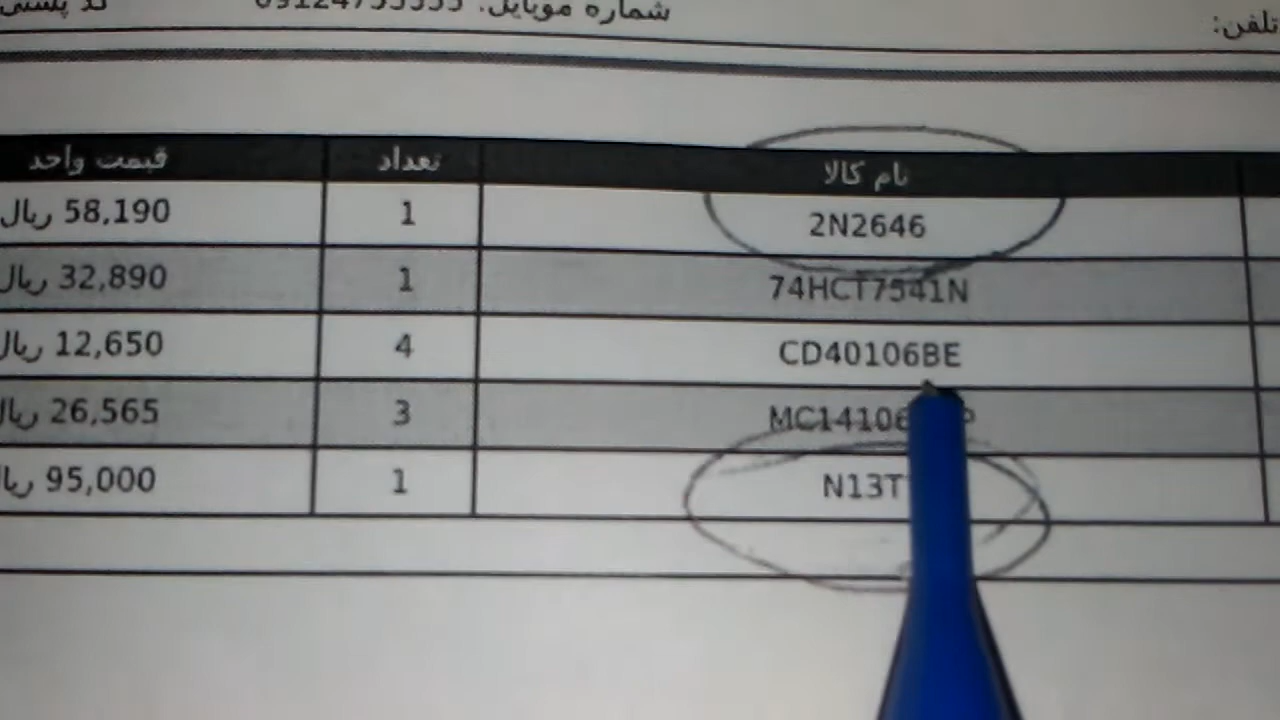 تلفن: شماره موبایل:
نام کالا تعداد قیمت واحد
2N2646 1 58,190 ریال
74HCT7541N 1 32,890 ریال
CD40106BE 4 12,650 ریال
3 26,565 ریال
1 95,000 ریال